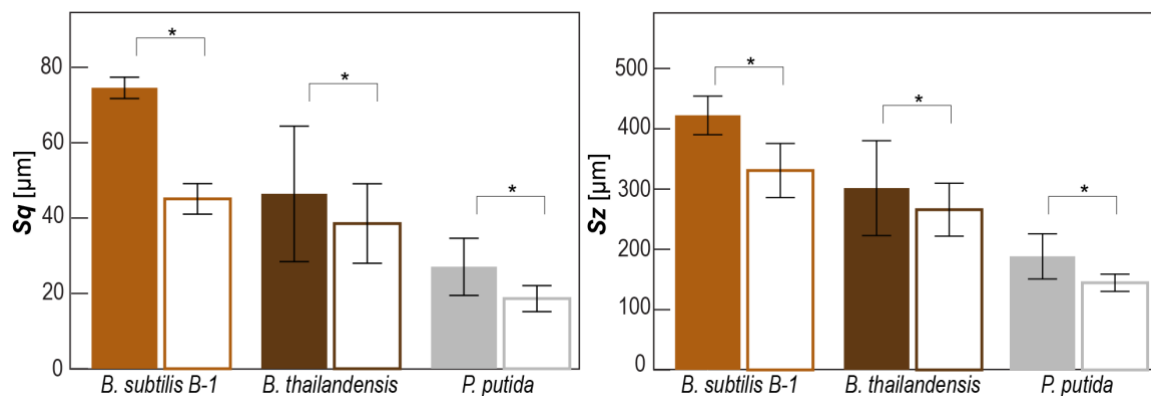 Sq [µm]
80
60
40
20
0
*
*
*
B. subtilis B-1
B. thailandensis
P. putida
Sz [µm]
500
400
300
200
100
0
*
*
*
B. subtilis B-1
B. thailandensis
P. putida